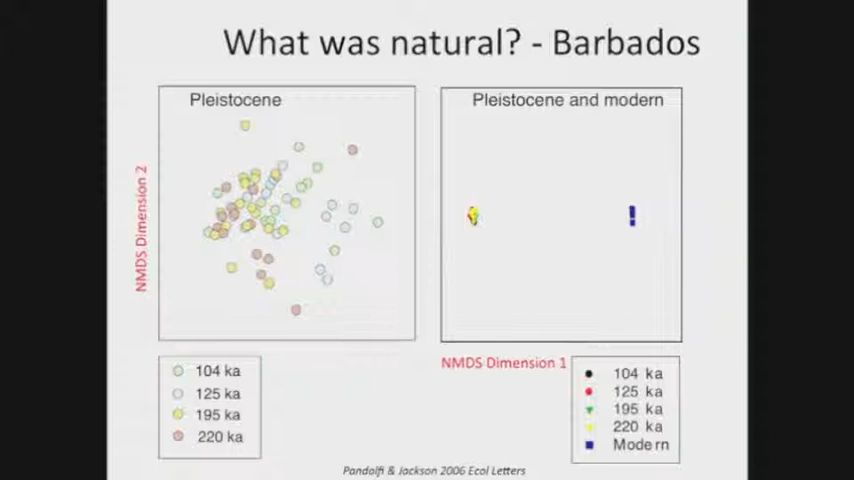 What was natural? - Barbados
Pleistocene
Pleistocene and modern
NMDS Dimension 2
NMDS Dimension 1
104 ka
125 ka
195 ka
220 ka
104 ka
125 ka
195 ka
220 ka
Modern
Pandolfi & Jackson 2006 Ecol Letters